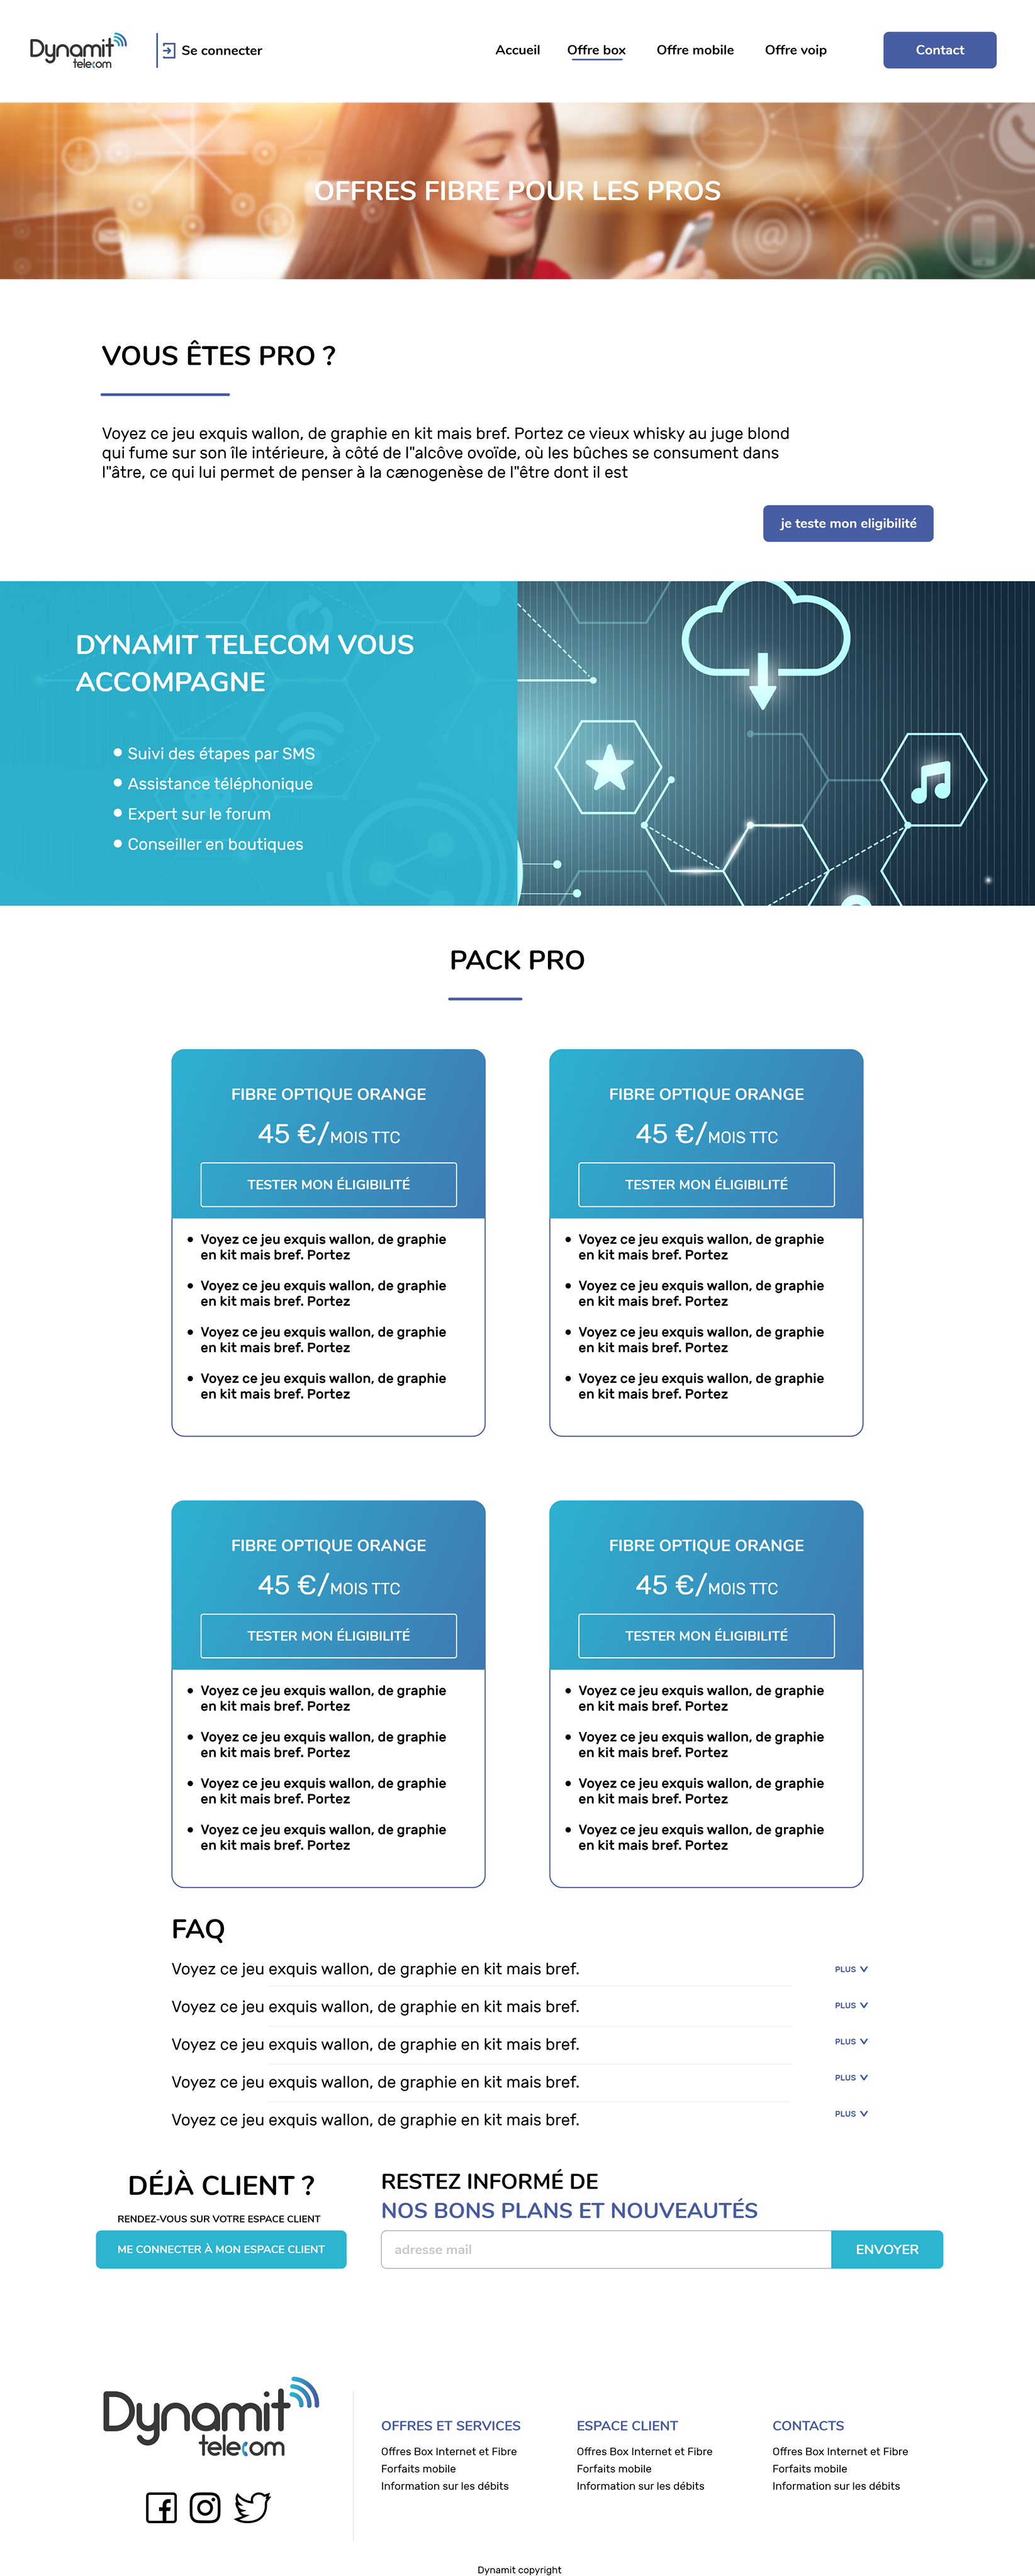 Dynamit
telecom
Se connecter
Accueil
Offre box
Offre mobile
Offre voip
Contact
OFFRES FIBRE POUR LES PROS
VOUS ÊTES PRO ?
Voyez ce jeu exquis wallon, de graphie en kit mais bref. Portez ce vieux whisky au juge blond
qui fume sur son île intérieure, à côté de l"alcôve ovoïde, où les bûches se consument dans
l"âtre, ce qui lui permet de penser à la cænogenèse de l"être dont il est
je teste mon eligibilité
DYNAMIT TELECOM VOUS
ACCOMPAGNE
Suivi des étapes par SMS
Assistance téléphonique
Expert sur le forum
Conseiller en boutiques
PACK PRO
FIBRE OPTIQUE ORANGE
45 €/MOIS TTC
TESTER MON ÉLIGIBILITÉ
Voyez ce jeu exquis wallon, de graphie
en kit mais bref. Portez
Voyez ce jeu exquis wallon, de graphie
en kit mais bref. Portez
Voyez ce jeu exquis wallon, de graphie
en kit mais bref. Portez
Voyez ce jeu exquis wallon, de graphie
en kit mais bref. Portez
FIBRE OPTIQUE ORANGE
45 €/MOIS TTC
TESTER MON ÉLIGIBILITÉ
Voyez ce jeu exquis wallon, de graphie
en kit mais bref. Portez
Voyez ce jeu exquis wallon, de graphie
en kit mais bref. Portez
Voyez ce jeu exquis wallon, de graphie
en kit mais bref. Portez
Voyez ce jeu exquis wallon, de graphie
en kit mais bref. Portez
FIBRE OPTIQUE ORANGE
45 €/MOIS TTC
TESTER MON ÉLIGIBILITÉ
Voyez ce jeu exquis wallon, de graphie
en kit mais bref. Portez
Voyez ce jeu exquis wallon, de graphie
en kit mais bref. Portez
Voyez ce jeu exquis wallon, de graphie
en kit mais bref. Portez
Voyez ce jeu exquis wallon, de graphie
en kit mais bref. Portez
FIBRE OPTIQUE ORANGE
45 €/MOIS TTC
TESTER MON ÉLIGIBILITÉ
Voyez ce jeu exquis wallon, de graphie
en kit mais bref. Portez
Voyez ce jeu exquis wallon, de graphie
en kit mais bref. Portez
Voyez ce jeu exquis wallon, de graphie
en kit mais bref. Portez
Voyez ce jeu exquis wallon, de graphie
en kit mais bref. Portez
FAQ
Voyez ce jeu exquis wallon, de graphie en kit mais bref. PLUS
Voyez ce jeu exquis wallon, de graphie en kit mais bref. PLUS
Voyez ce jeu exquis wallon, de graphie en kit mais bref. PLUS
Voyez ce jeu exquis wallon, de graphie en kit mais bref. PLUS
Voyez ce jeu exquis wallon, de graphie en kit mais bref. PLUS
DÉJÀ CLIENT ?
RENDEZ-VOUS SUR VOTRE ESPACE CLIENT
ME CONNECTER À MON ESPACE CLIENT
RESTEZ INFORMÉ DE
NOS BONS PLANS ET NOUVEAUTÉS
adresse mail
ENVOYER
Dynamit
telecom
OFFRES ET SERVICES
Offres Box Internet et Fibre
Forfaits mobile
Information sur les débits
ESPACE CLIENT
Offres Box Internet et Fibre
Forfaits mobile
Information sur les débits
CONTACTS
Offres Box Internet et Fibre
Forfaits mobile
Information sur les débits
Dynamit copyright